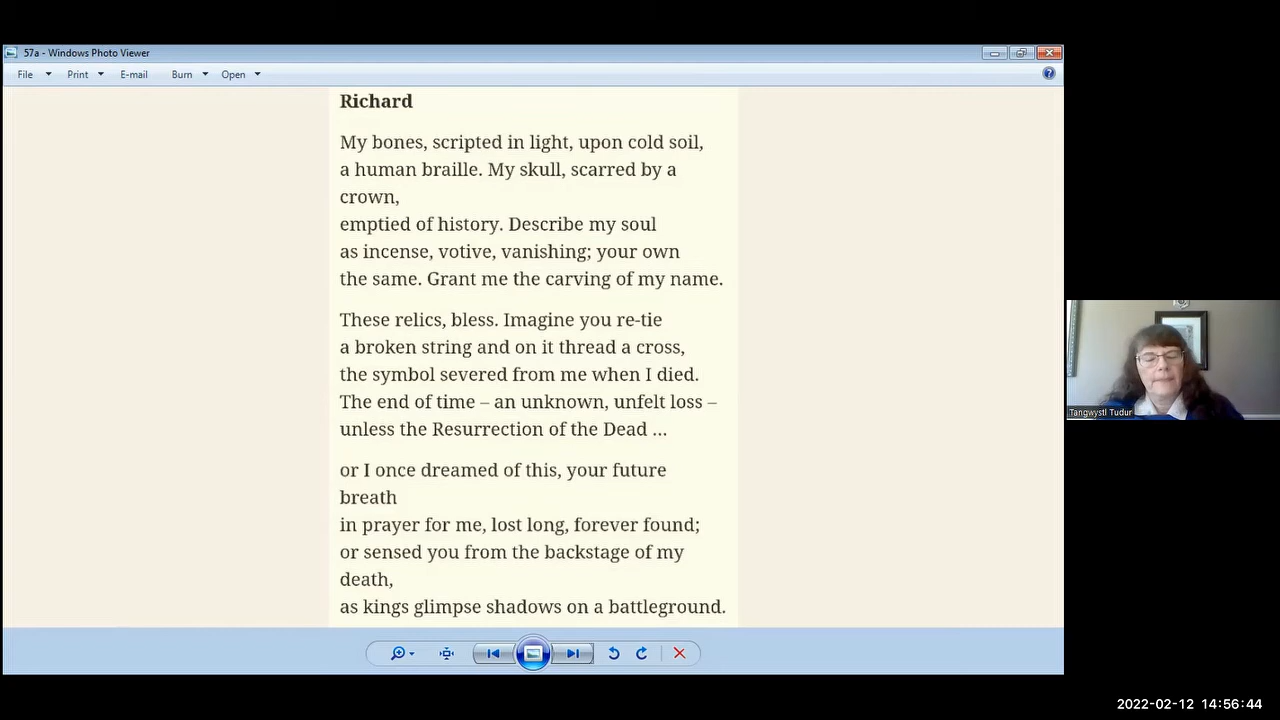 57a - Windows Photo Viewer
File Print E-mail Burn Open
Richard
My bones, scripted in light, upon cold soil,
a human braille. My skull, scarred by a
crown,
emptied of history. Describe my soul
as incense, votive, vanishing; your own
the same. Grant me the carving of my name.
These relics, bless. Imagine you re-tie
a broken string and on it thread a cross,
the symbol severed from me when I died.
The end of time – an unknown, unfelt loss –
unless the Resurrection of the Dead …
or I once dreamed of this, your future
breath
in prayer for me, lost long, forever found;
or sensed you from the backstage of my
death,
as kings glimpse shadows on a battleground.
Tangwystl Tudur
2022-02-12 14:56:44